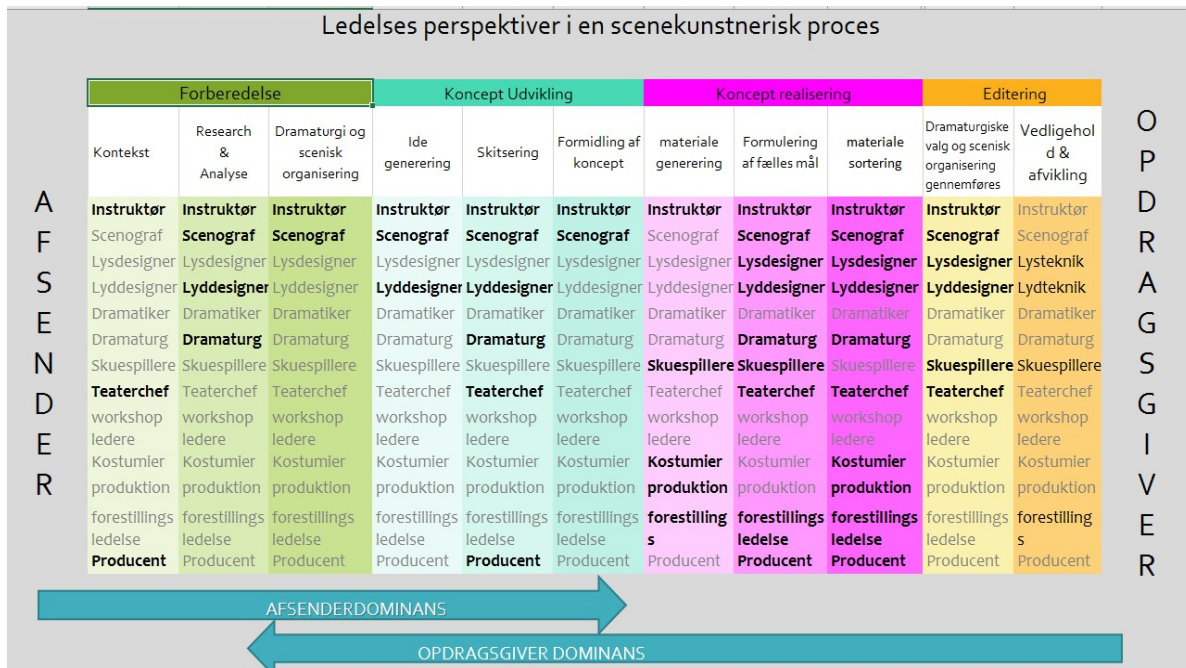 Ledelses perspektiver i en scenekunstnerisk proces
Forberedelse Koncept Udvikling Koncept realisering Editering
Kontekst
Research
&
Analyse
Dramaturgi og
scenisk
organisering
Ide
generering
Skitsering
Formidling af
koncept
materiale
generering
Formulering
af fælles mål
materiale
sortering
Dramaturgiske
valg og scenisk
organisering
gennemføres
Vedligehol
d &
afvikling
AFSENDER
Instruktør Instruktør Instruktør Instruktør Instruktør Instruktør Instruktør Instruktør Instruktør Instruktør Instruktør
Scenograf Scenograf Scenograf Scenograf Scenograf Scenograf Scenograf Scenograf Scenograf Scenograf Scenograf
Lysdesigner Lysdesigner Lysdesigner Lysdesigner Lysdesigner Lysdesigner Lysdesigner Lysdesigner Lysdesigner Lysdesigner Lysteknik
Lyddesigner Lyddesigner Lyddesigner Lyddesigner Lyddesigner Lyddesigner Lyddesigner Lyddesigner Lyddesigner Lyddesigner Lydteknik
Dramatiker Dramatiker Dramatiker Dramatiker Dramatiker Dramatiker Dramatiker Dramatiker Dramatiker Dramatiker Dramatiker
Dramaturg Dramaturg Dramaturg Dramaturg Dramaturg Dramaturg Dramaturg Dramaturg Dramaturg Dramaturg Dramaturg
Skuespillere Skuespillere Skuespillere Skuespillere Skuespillere Skuespillere Skuespillere Skuespillere Skuespillere Skuespillere Skuespillere
Teaterchef Teaterchef Teaterchef Teaterchef Teaterchef Teaterchef Teaterchef Teaterchef Teaterchef Teaterchef Teaterchef
workshop workshop workshop workshop workshop workshop workshop workshop workshop workshop workshop
ledere ledere ledere ledere ledere ledere ledere ledere ledere ledere ledere
Kostumier Kostumier Kostumier Kostumier Kostumier Kostumier Kostumier Kostumier Kostumier Kostumier Kostumier
produktion produktion produktion produktion produktion produktion produktion produktion produktion produktion produktion
forestillings forestillings forestillings forestillings forestillings forestillings forestilling forestillings forestillings forestillings forestilling
ledelse ledelse ledelse ledelse ledelse ledelse s ledelse ledelse ledelse s
Producent Producent Producent Producent Producent Producent Producent Producent Producent Producent Producent
OPDRAGSGIVER
AFSENDERDOMINANS
OPDRAGSGIVER DOMINANS